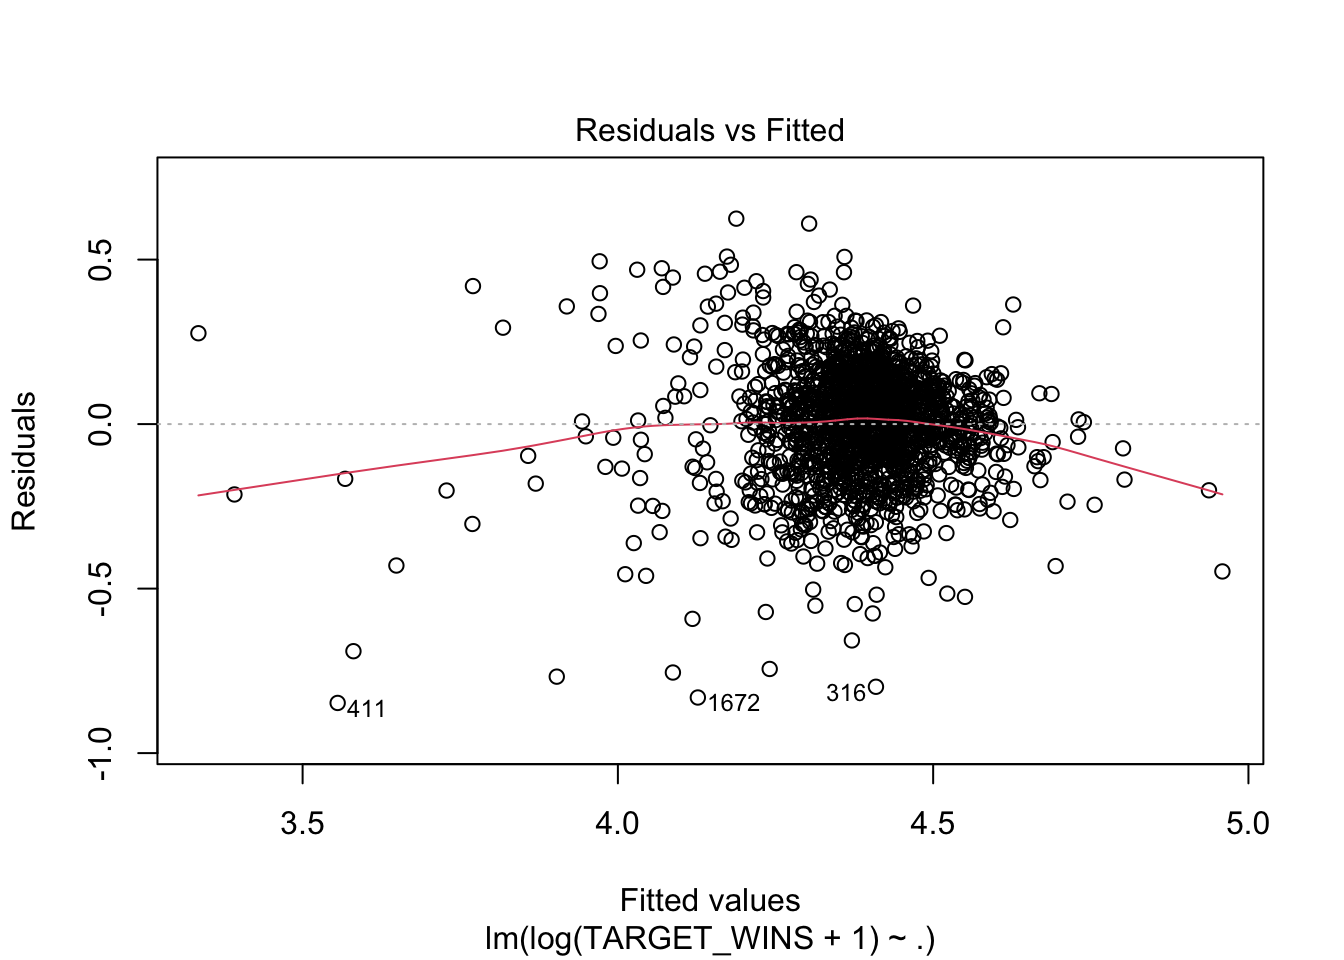 Residuals vs Fitted
Residuals
0.5
0.0
-0.5
-1.0
411
1672
316
3.5
4.0
4.5
5.0
Fitted values
lm(log(TARGET_WINS + 1) ~ .)